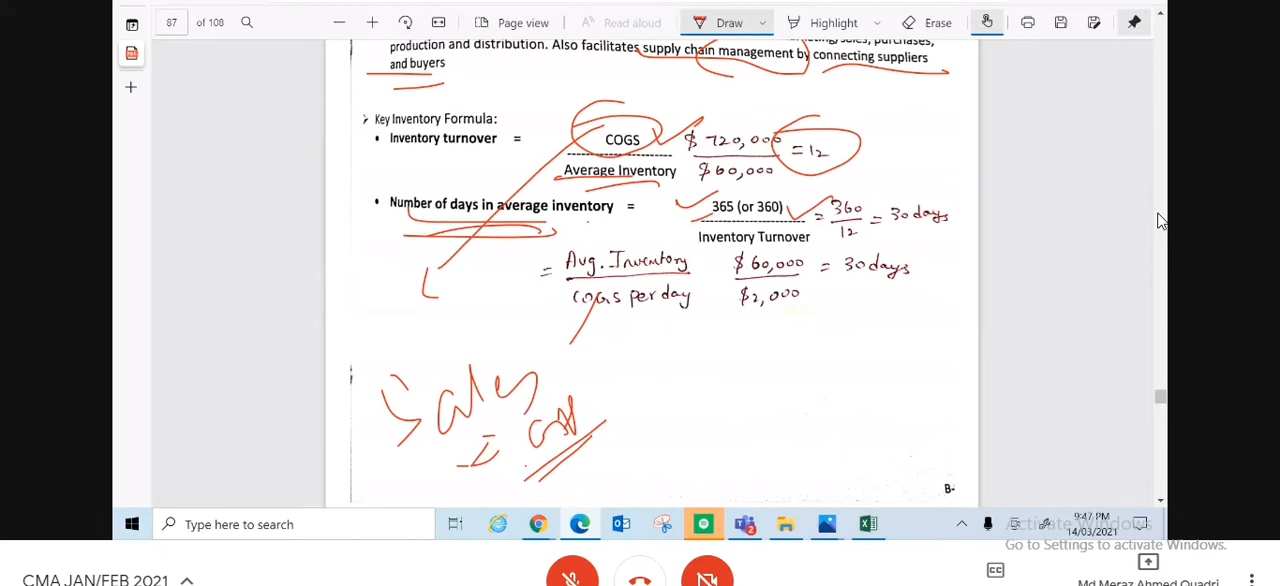 87 of 108 Page view Read aloud Draw Highlight Erase
production and distribution. Also facilitates supply chain management by connecting suppliers
and buyers
Key Inventory Formula:
• Inventory turnover = COGS $ 720,000 = 12
Average Inventory $60,000
• Number of days in average inventory = 365 (or 360) = 360 = 30 days
Inventory Turnover 12
= Avg. Inventory $60,000 = 30 days
COGS per day $2,000
Sales
B-
Type here to search
9:47 PM
14/03/2021
Activate Windows
Go to Settings to activate Windows.
CMA JAN/FEB 2021
Md Meraz Ahmed Quadri